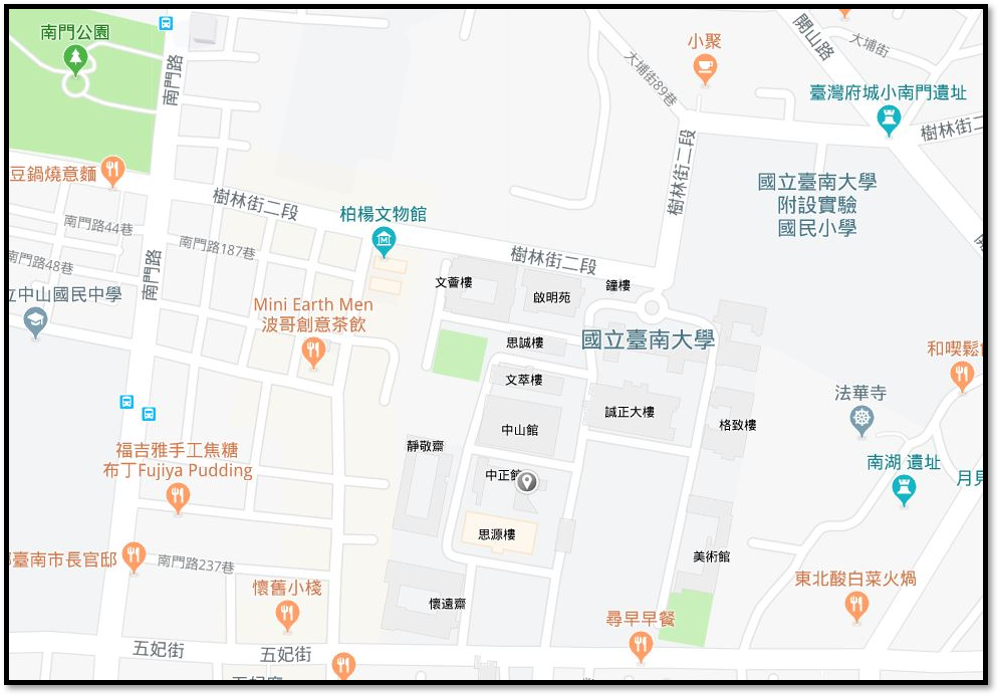 南門公園
南門路
小聚
開山路
大埔街
大埔街89巷
臺灣府城小南門遺址
樹林街二段
豆鍋燒意麵
樹林街二段
柏楊文物館
國立臺南大學
附設實驗
國民小學
樹林街二
南門路44巷
南門路187巷
南門路48巷
南門路
樹林街二段
立中山國民中學
文薈樓
啟明苑
鐘樓
Mini Earth Men
波哥創意茶飲
思誠樓
國立臺南大學
文萃樓
和喫鬆
法華寺
誠正大樓
中山館
格致樓
靜敬齋
福吉雅手工焦糖
布丁Fujiya Pudding
中正館
南湖 遺址
月見
思源樓
臺南市長官邸
南門路237巷
美術館
懷舊小棧
懷遠齋
東北酸白菜火鍋
尋早早餐
五妃街
五妃街